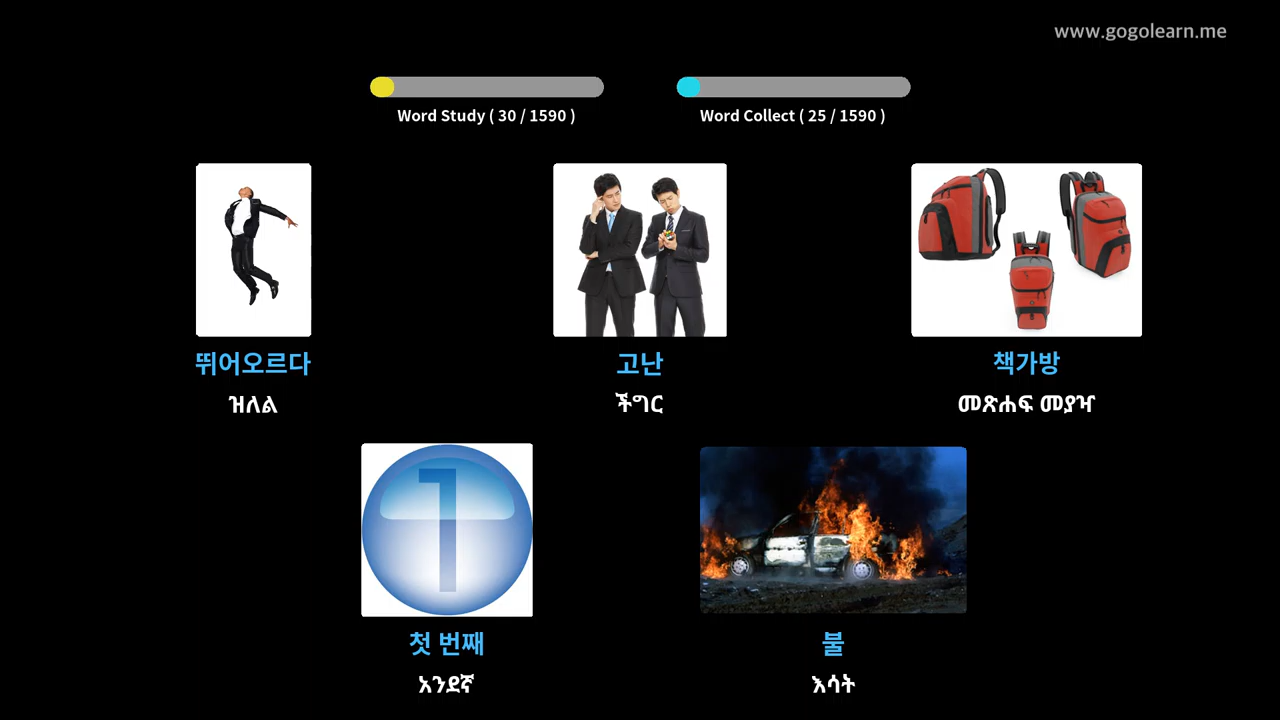 www.gogolearn.me
Word Study ( 30 / 1590 )
Word Collect ( 25 / 1590 )
뛰어오르다
ዝለል
고난
ችግር
책가방
መጽሐፍ መያዣ
1
첫 번째
አንደኛ
불
እሳት